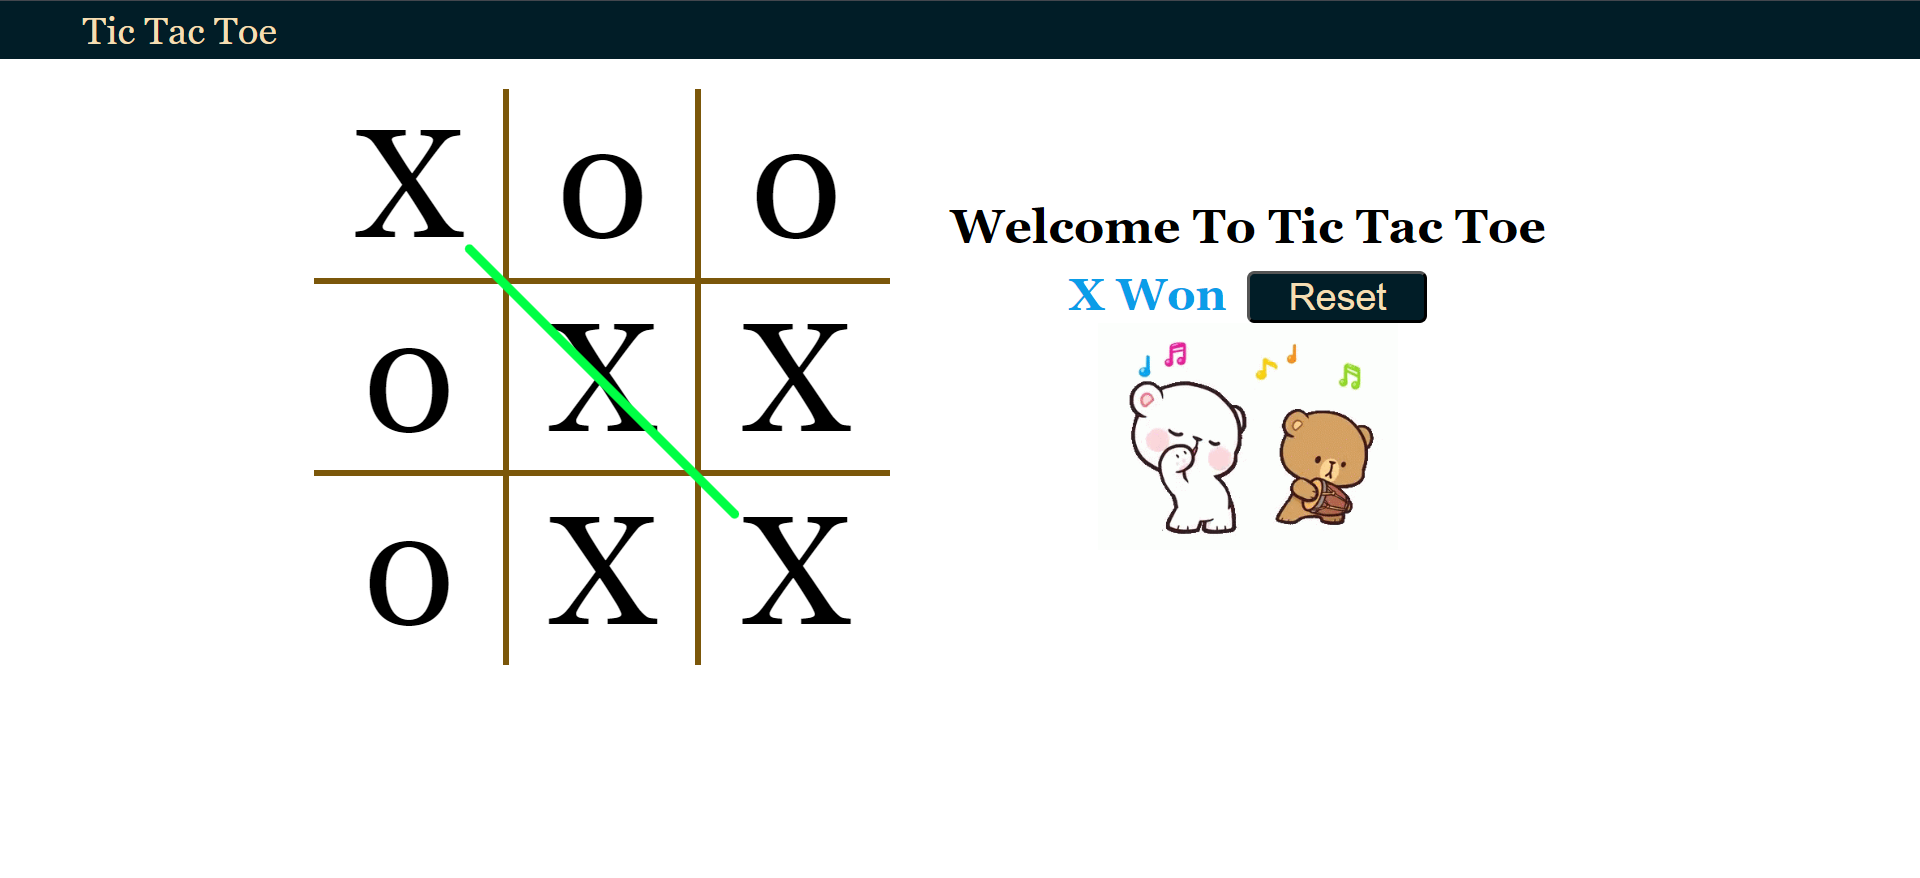 Tic Tac Toe
X o o
o X X
o X X
Welcome To Tic Tac Toe
X Won Reset